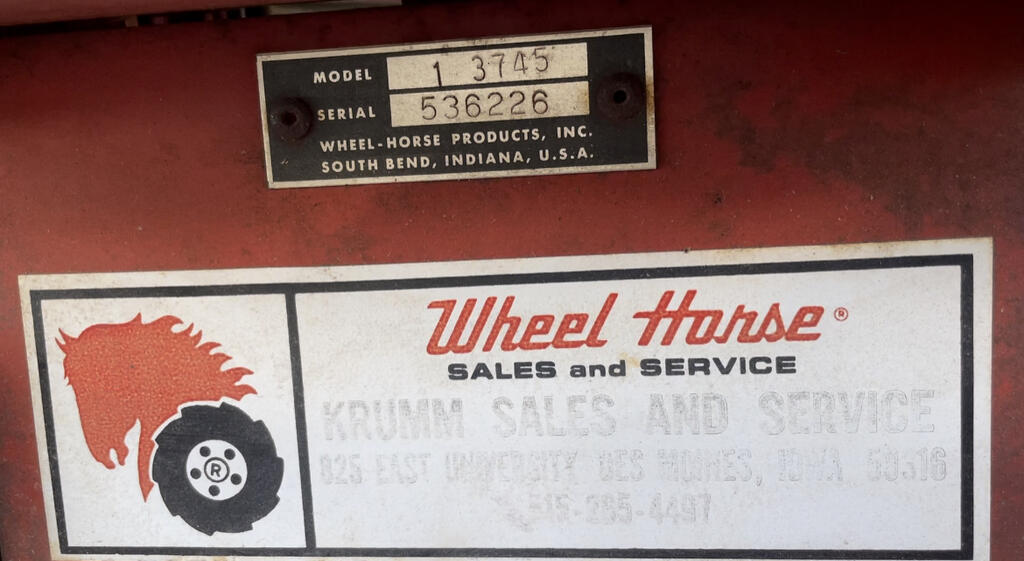 MODEL 1 3745
SERIAL 536226
WHEEL-HORSE PRODUCTS, INC.
SOUTH BEND, INDIANA, U.S.A.
Wheel Horse®
SALES and SERVICE
KRUMM SALES AND SERVICE
825 EAST UNIVERSITY DES MOINES, IOWA 50316
515-265-4497
R